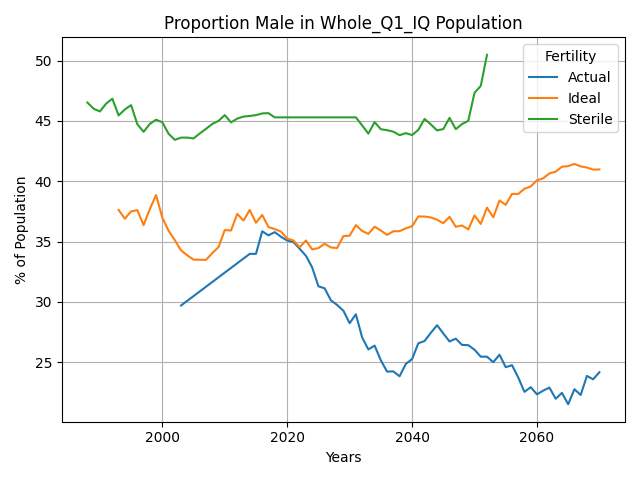 Proportion Male in Whole_Q1_IQ Population
% of Population
50
45
40
35
30
25
Fertility
Actual
Ideal
Sterile
2000
2020
2040
2060
Years